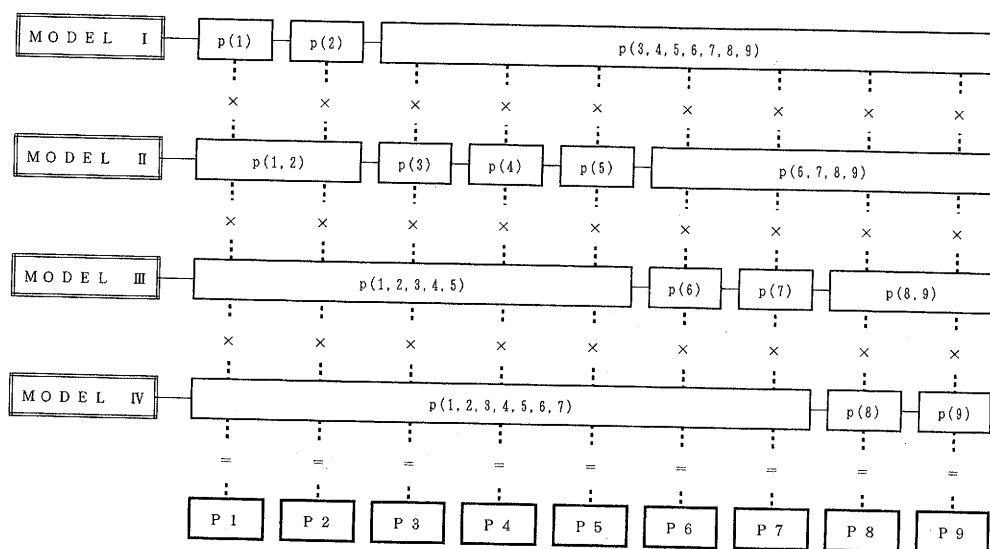 MODEL I p(1) p(2) p(3,4,5,6,7,8,9)
× × × × × × × × ×
MODEL II p(1,2) p(3) p(4) p(5) p(6,7,8,9)
× × × × × × × × ×
MODEL III p(1,2,3,4,5) p(6) p(7) p(8,9)
× × × × × × × × ×
MODEL IV p(1,2,3,4,5,6,7) p(8) p(9)
= = = = = = = = =
P 1 P 2 P 3 P 4 P 5 P 6 P 7 P 8 P 9